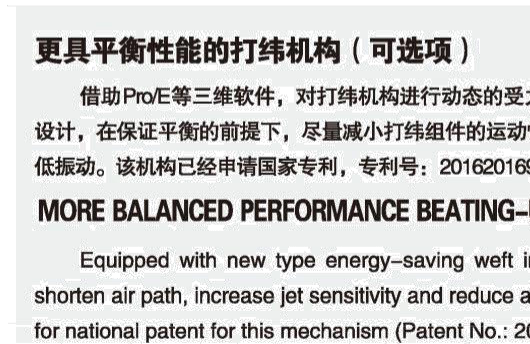 更具平衡性能的打纬机构（可选项）
借助Pro/E等三维软件，对打纬机构进行动态的受
设计，在保证平衡的前提下，尽量减小打纬组件的运动
低振动。该机构已经申请国家专利，专利号：20162016
MORE BALANCED PERFORMANCE BEATING-
Equipped with new type energy-saving weft
shorten air path, increase jet sensitivity and reduce
for national patent for this mechanism (Patent No.: 20